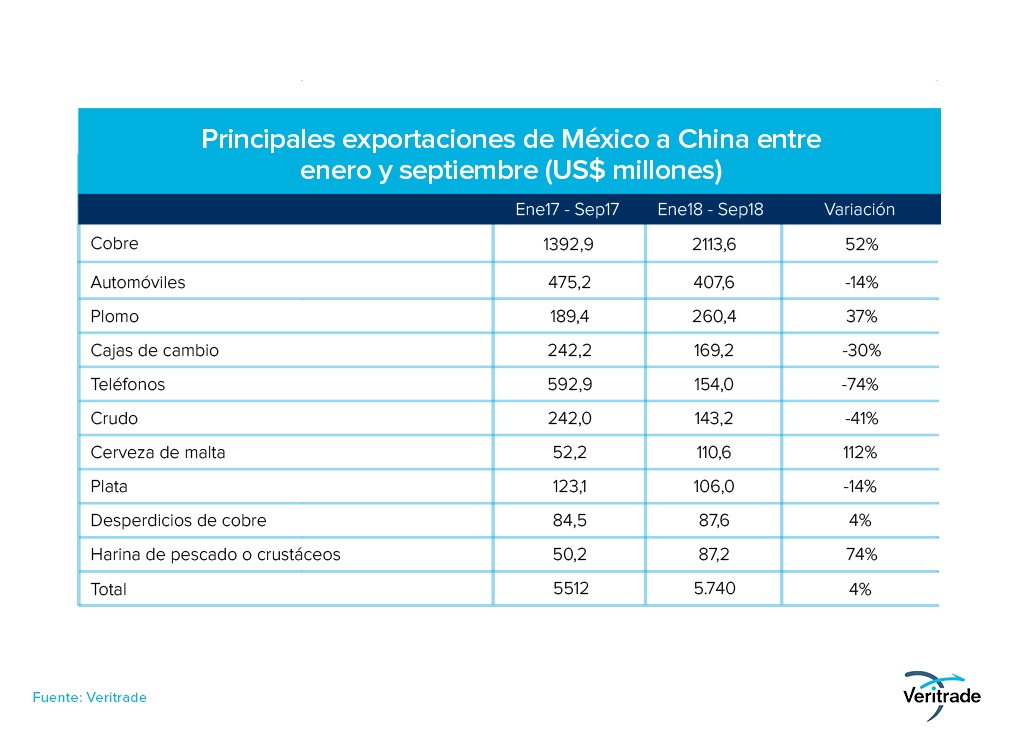 Principales exportaciones de México a China entre
enero y septiembre (US$ millones)
Ene17 - Sep17 Ene18 - Sep18 Variación
Cobre 1392,9 2113,6 52%
Automóviles 475,2 407,6 -14%
Plomo 189,4 260,4 37%
Cajas de cambio 242,2 169,2 -30%
Teléfonos 592,9 154,0 -74%
Crudo 242,0 143,2 -41%
Cerveza de malta 52,2 110,6 112%
Plata 123,1 106,0 -14%
Desperdicios de cobre 84,5 87,6 4%
Harina de pescado o crustáceos 50,2 87,2 74%
Total 5512 5.740 4%
Fuente: Veritrade
Veritrade